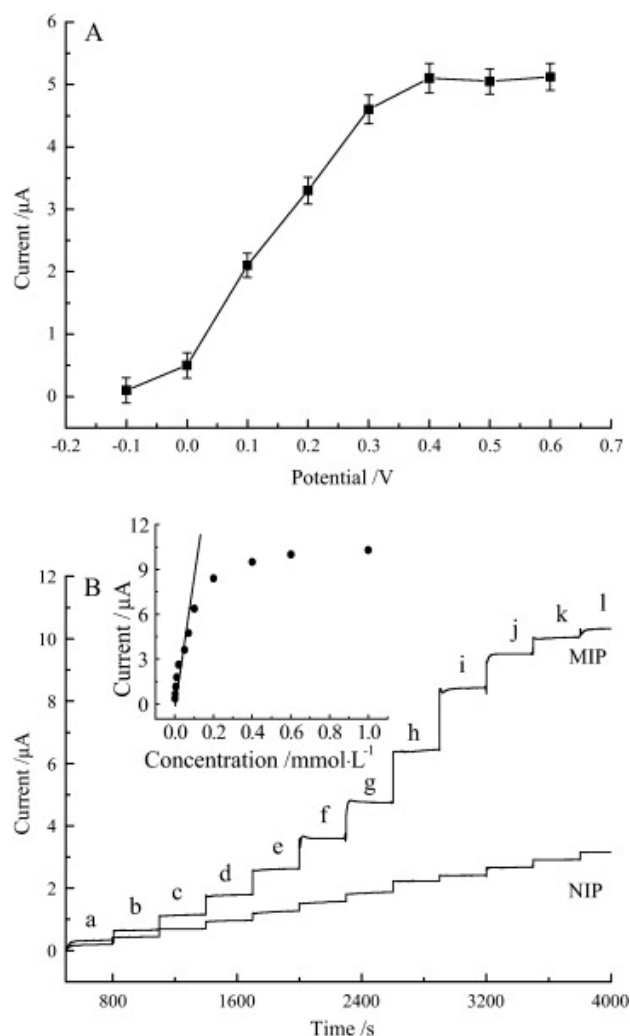 A
6
5
4
3
2
1
0
Current /μA
-0.2 -0.1 0.0 0.1 0.2 0.3 0.4 0.5 0.6 0.7
Potential /V
B
12
10
8
6
4
2
0
Current /μA
12
9
6
3
0
Current /μA
0.0 0.2 0.4 0.6 0.8 1.0
Concentration /mmol·L⁻¹
a b c d e f g h i j k l
MIP
NIP
800 1600 2400 3200 4000
Time /s